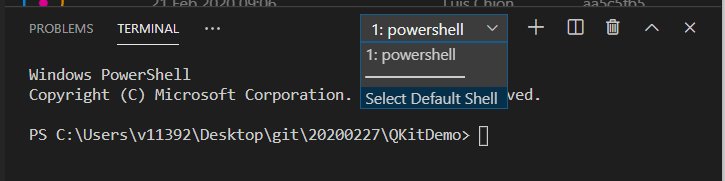 21 Feb 2020 09:06 Luis Chion aa5c5fb5
PROBLEMS TERMINAL ... 1: powershell
1: powershell
Windows PowerShell
Copyright (C) Microsoft Corporation. ved.
Select Default Shell
PS C:\Users\v11392\Desktop\git\20200227\QKitDemo>